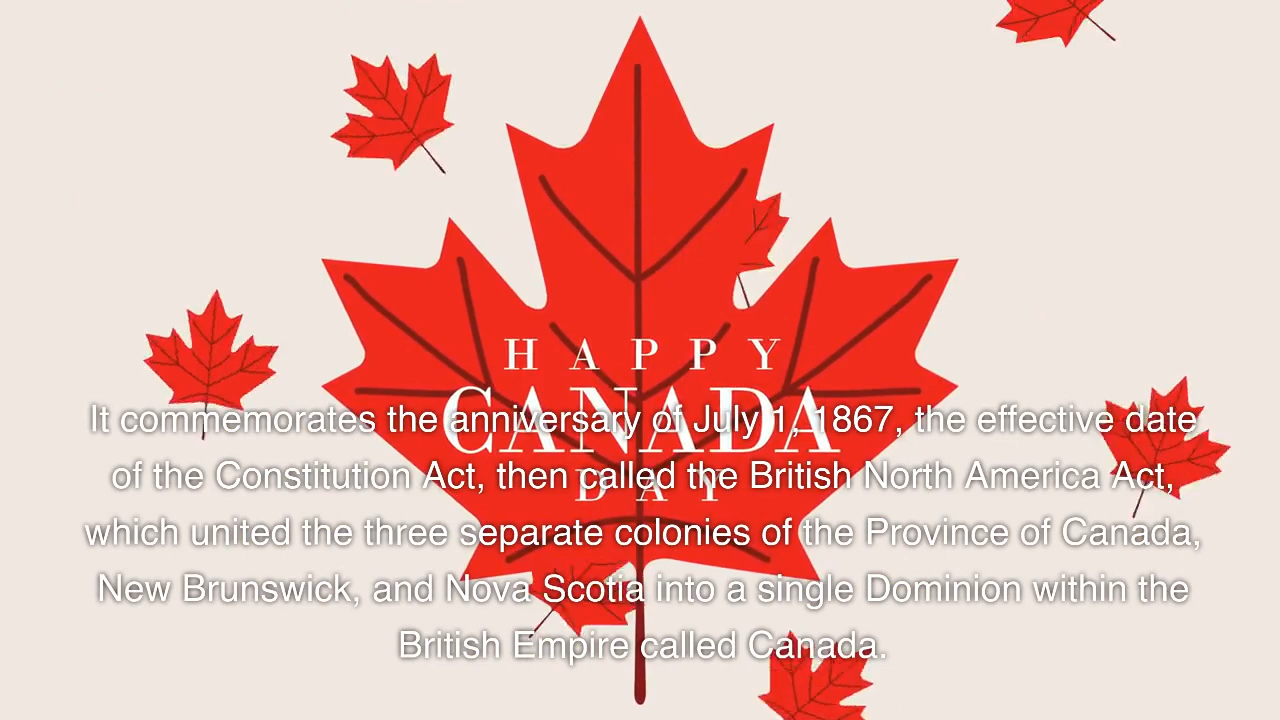 HAPPY
CANADA
DAY
It commemorates the anniversary of July 1, 1867, the effective date
of the Constitution Act, then called the British North America Act,
which united the three separate colonies of the Province of Canada,
New Brunswick, and Nova Scotia into a single Dominion within the
British Empire called Canada.